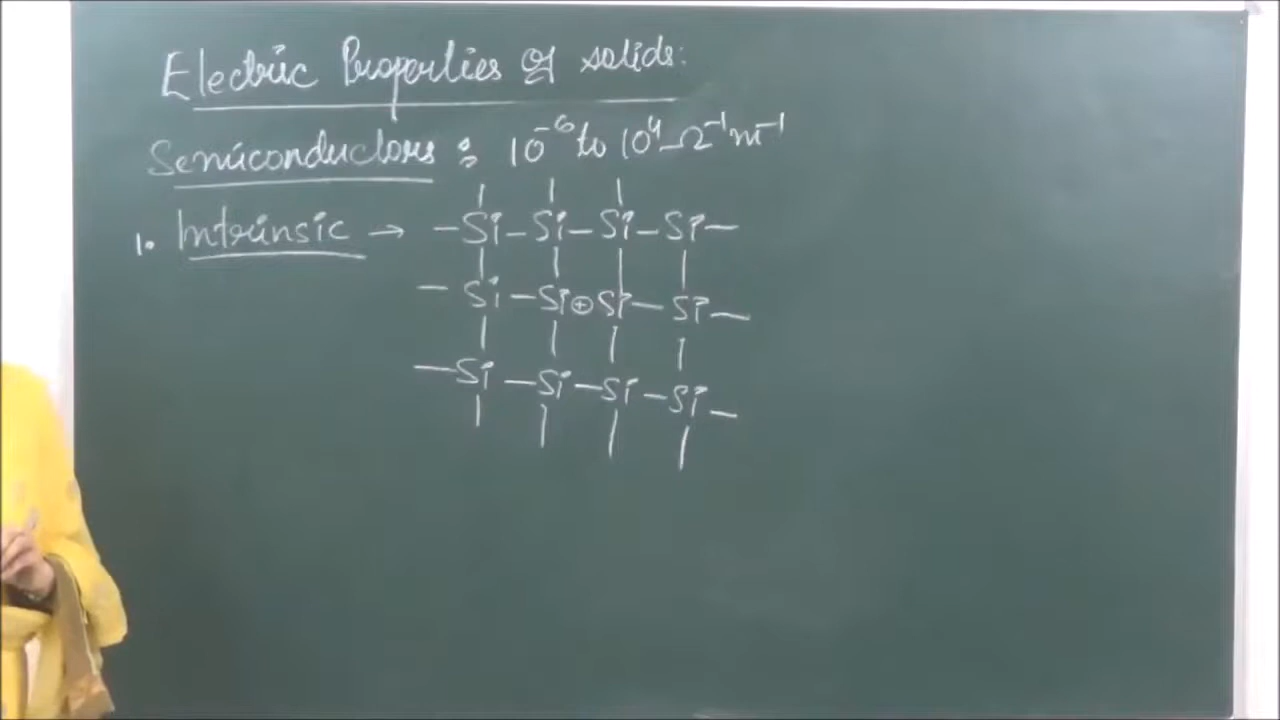 Electric Properties of solids:
Semiconductors : 10⁻⁶ to 10⁴ Ω⁻¹m⁻¹
1. Intrinsic → –Si–Si–Si–Si–
–Si–Si⊕Si–Si–
–Si–Si–Si–Si–